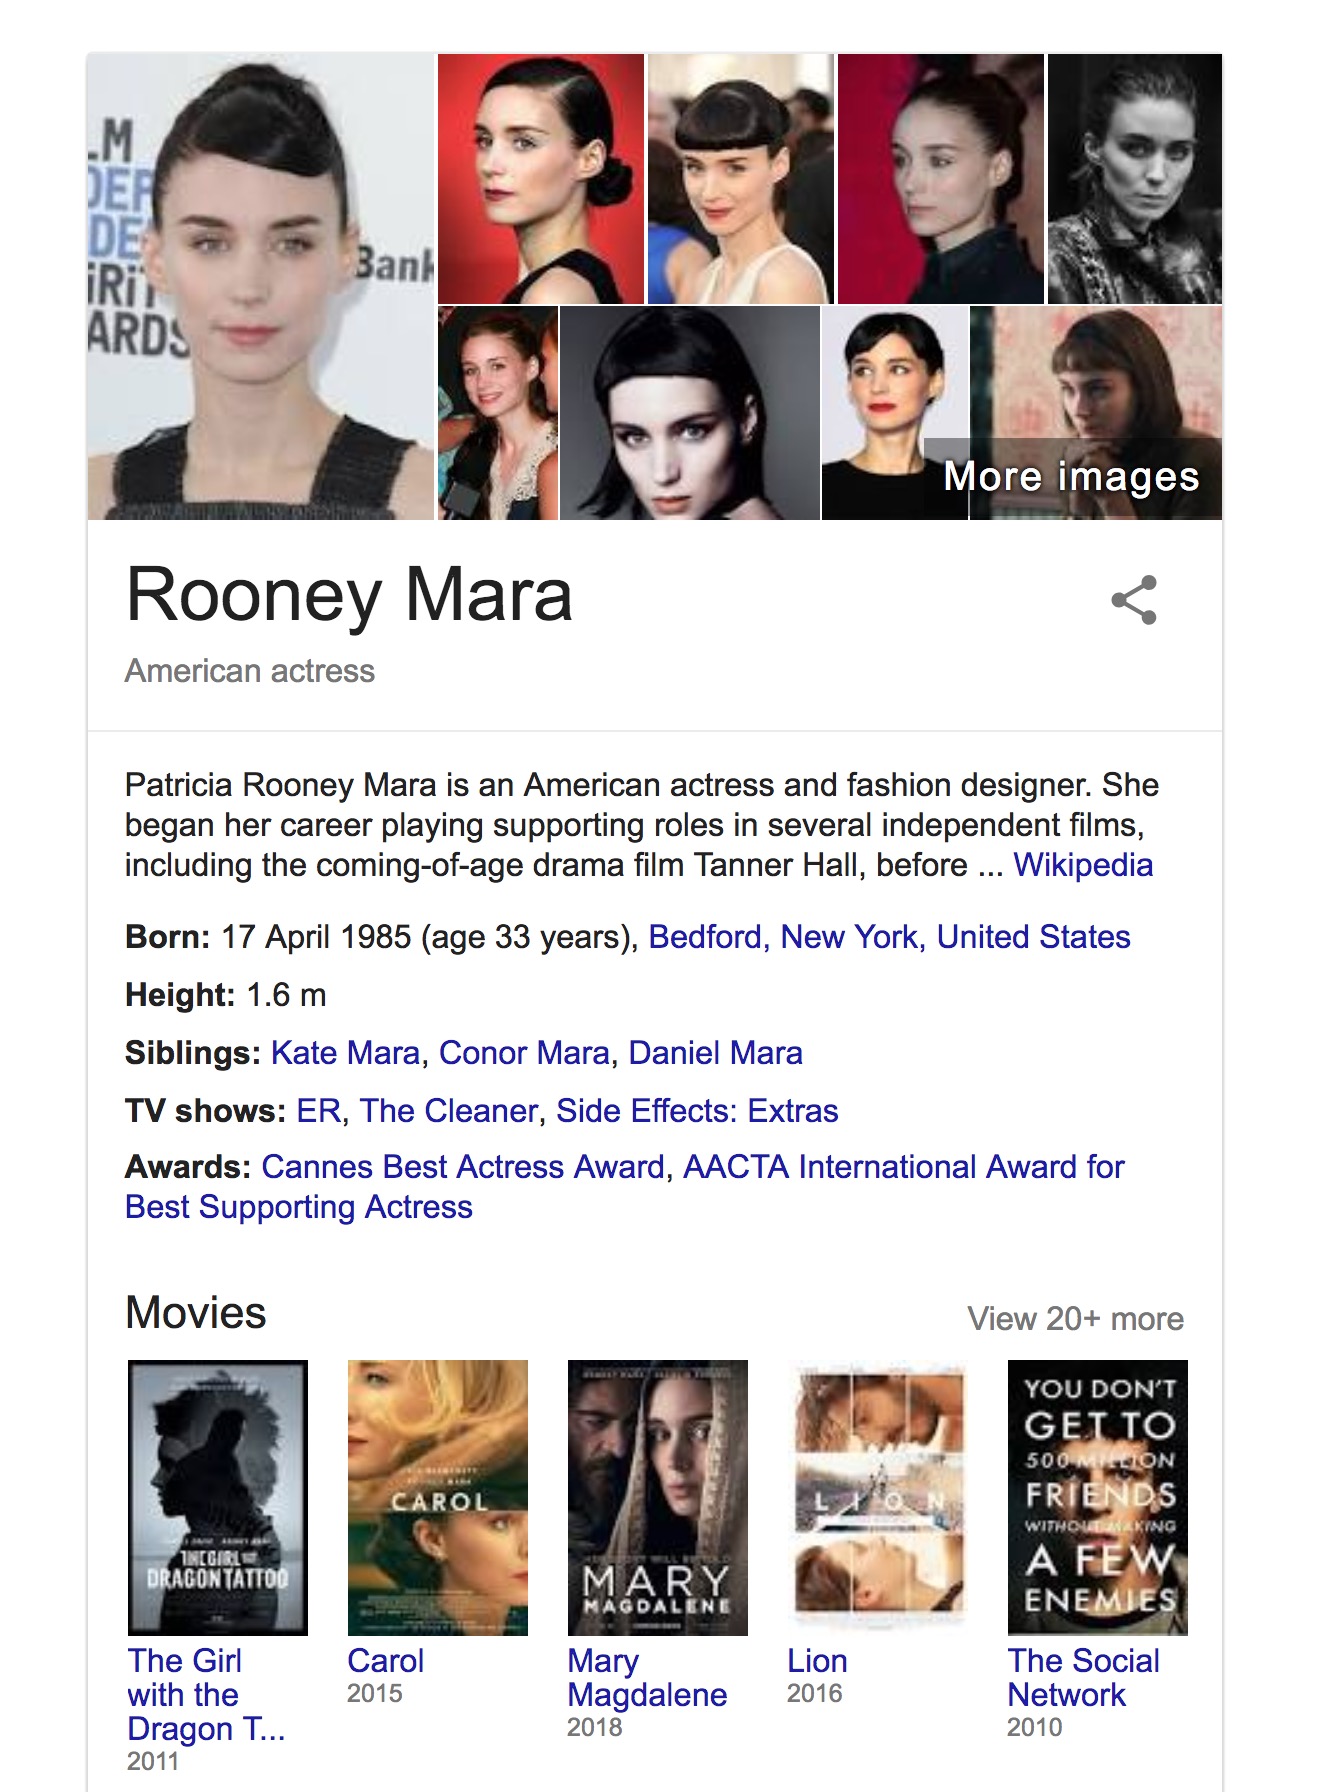 LM
DEP
DE
IRIT
ARDS
Bank
More images
Rooney Mara
American actress
Patricia Rooney Mara is an American actress and fashion designer. She
began her career playing supporting roles in several independent films,
including the coming-of-age drama film Tanner Hall, before ... Wikipedia
Born: 17 April 1985 (age 33 years), Bedford, New York, United States
Height: 1.6 m
Siblings: Kate Mara, Conor Mara, Daniel Mara
TV shows: ER, The Cleaner, Side Effects: Extras
Awards: Cannes Best Actress Award, AACTA International Award for
Best Supporting Actress
Movies
View 20+ more
THE GIRL
DRAGON TATTOO
CAROL
MARY
MAGDALENE
LION
YOU DON'T
GET TO
500 MILLION
FRIENDS
WITHOUT MAKING
A FEW
ENEMIES
The Girl
with the
Dragon T...
2011
Carol
2015
Mary
Magdalene
2018
Lion
2016
The Social
Network
2010